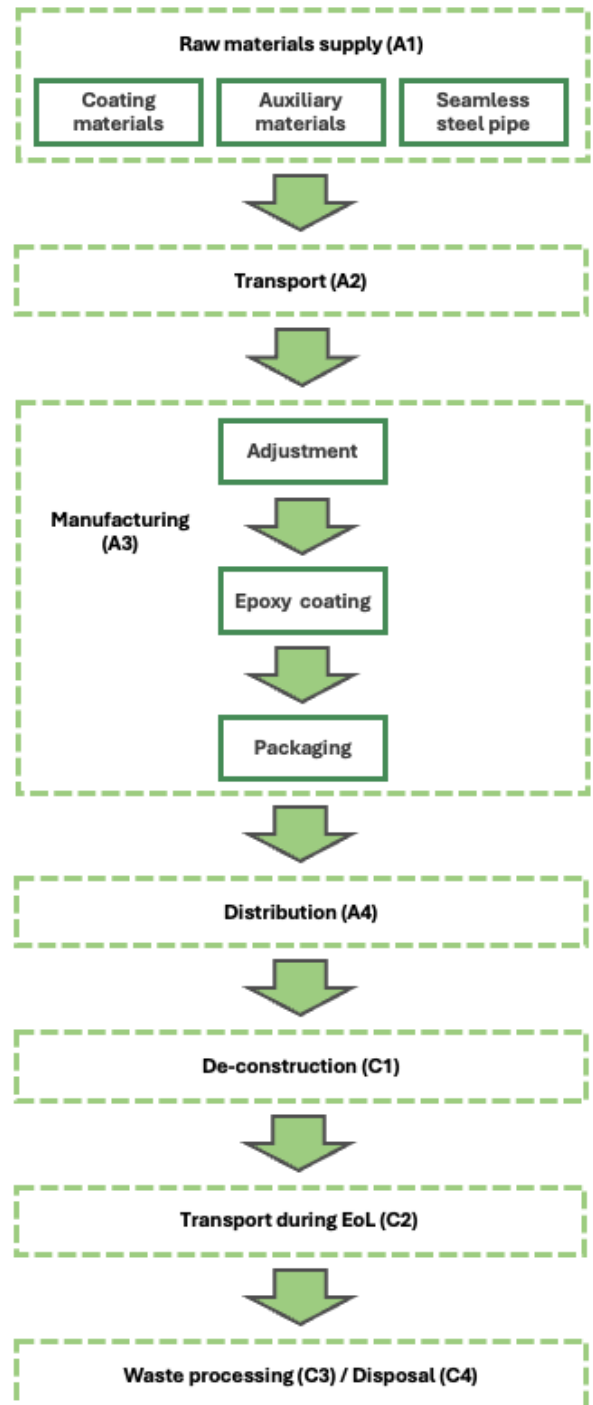 Raw materials supply (A1)
Coating
materials
Auxiliary
materials
Seamless
steel pipe
Transport (A2)
Adjustment
Manufacturing
(A3)
Epoxy coating
Packaging
Distribution (A4)
De-construction (C1)
Transport during EoL (C2)
Waste processing (C3) / Disposal (C4)